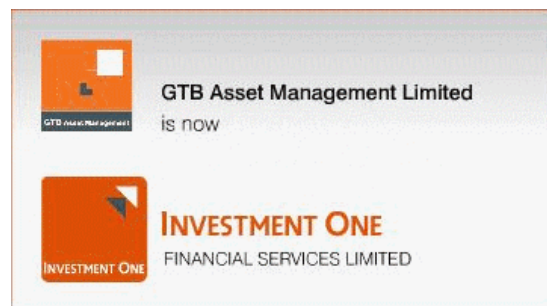 GTB Asset Management
GTB Asset Management Limited
is now
INVESTMENT ONE
INVESTMENT ONE
FINANCIAL SERVICES LIMITED